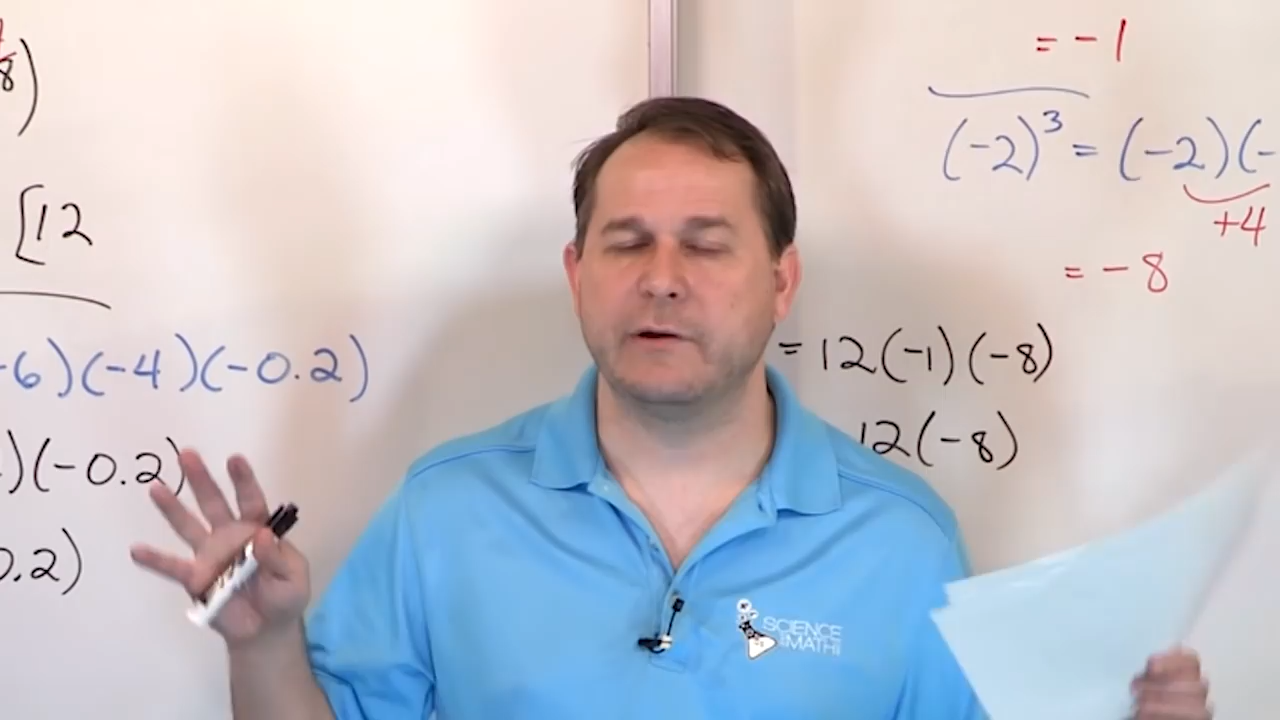 8)
[12
-6)(-4)(-0.2)
)(-0.2)
0.2)
= -1
(-2)³ = (-2)(-
+4
= -8
= 12(-1)(-8)
12(-8)
SCIENCE
AND
MATH